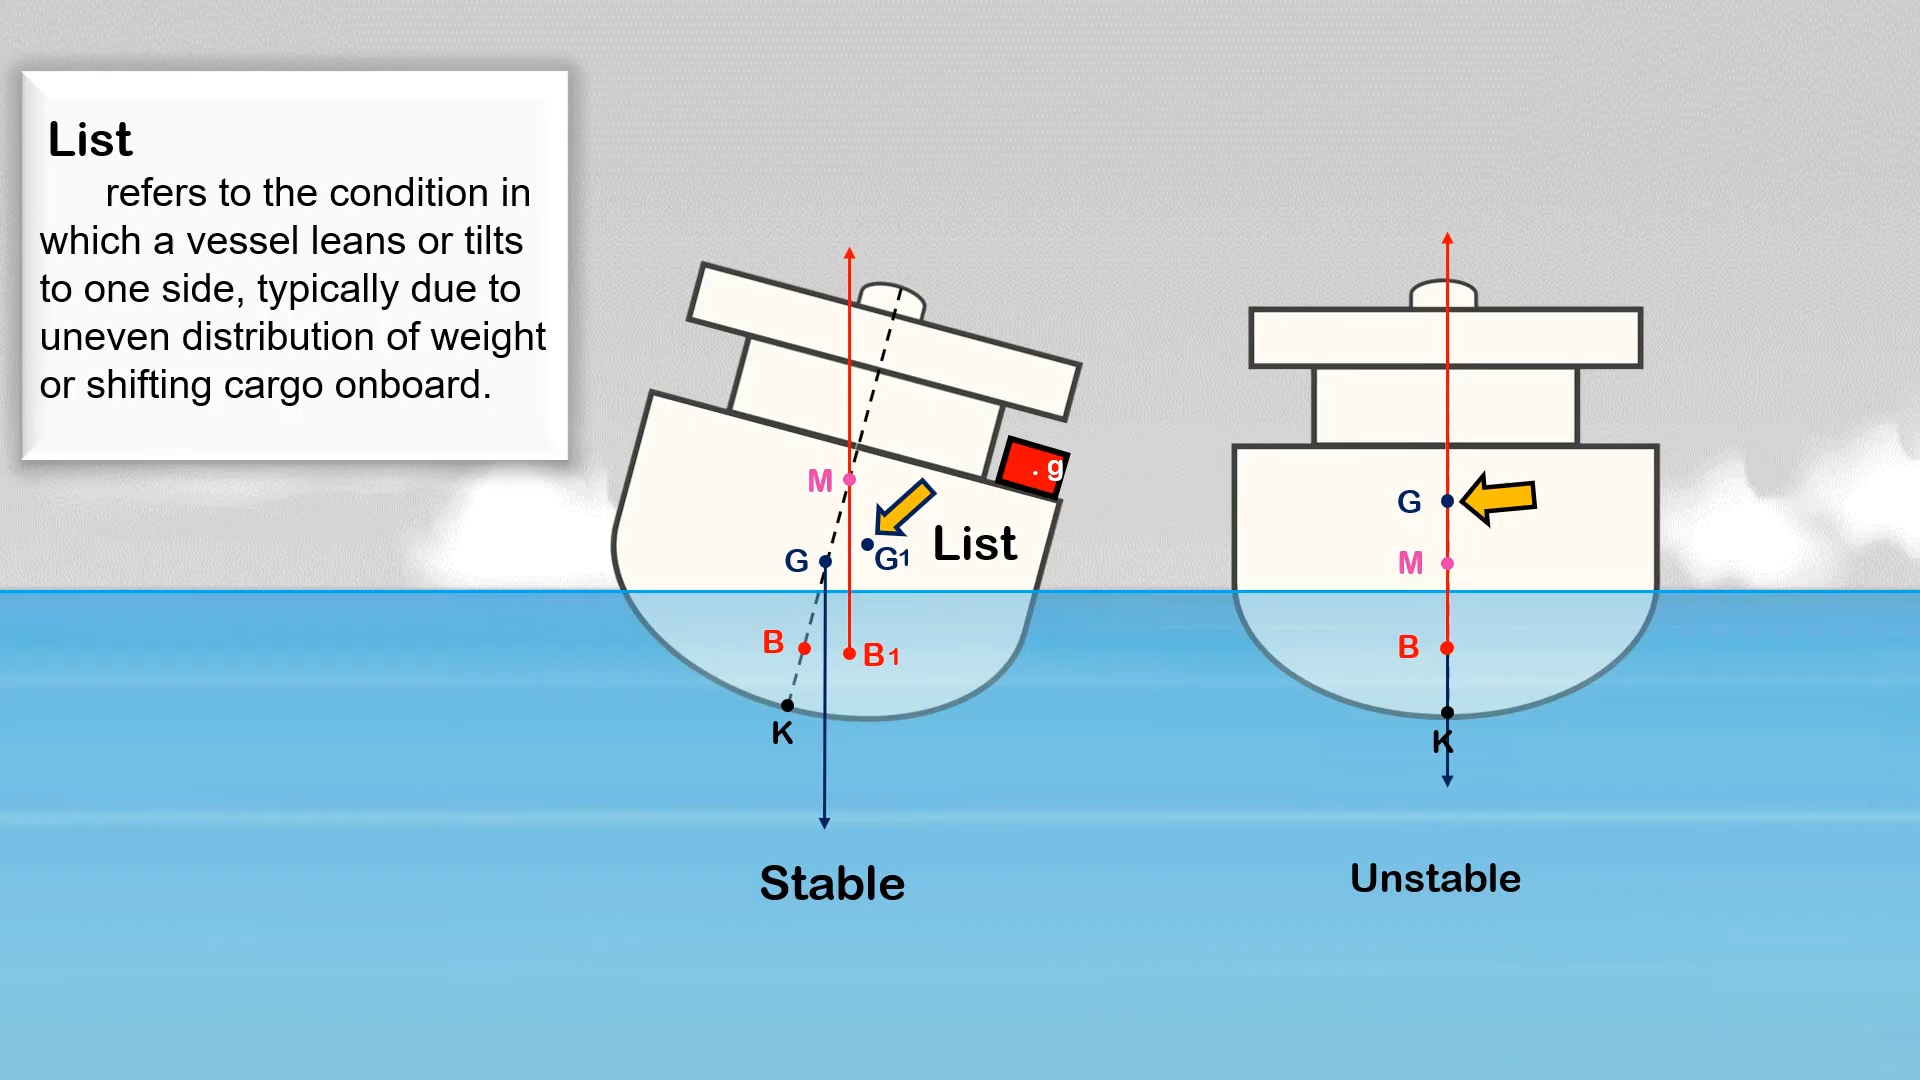 List
refers to the condition in
which a vessel leans or tilts
to one side, typically due to
uneven distribution of weight
or shifting cargo onboard.
. g
M
G
G1
List
B
B1
K
Stable
G
M
B
K
Unstable